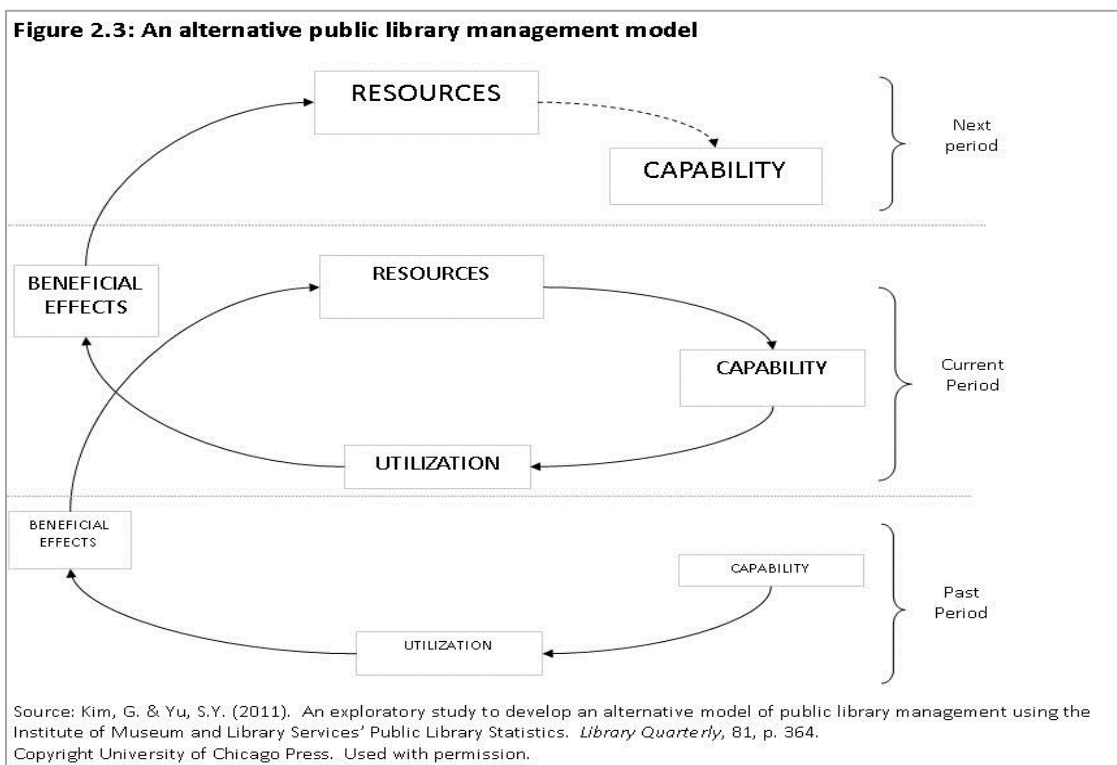 Figure 2.3: An alternative public library management model
RESOURCES
CAPABILITY
Next
period
BENEFICIAL
EFFECTS
RESOURCES
CAPABILITY
UTILIZATION
Current
Period
BENEFICIAL
EFFECTS
CAPABILITY
UTILIZATION
Past
Period
Source: Kim, G. & Yu, S.Y. (2011).  An exploratory study to develop an alternative model of public library management using the
Institute of Museum and Library Services’ Public Library Statistics.  Library Quarterly, 81, p. 364.
Copyright University of Chicago Press.  Used with permission.